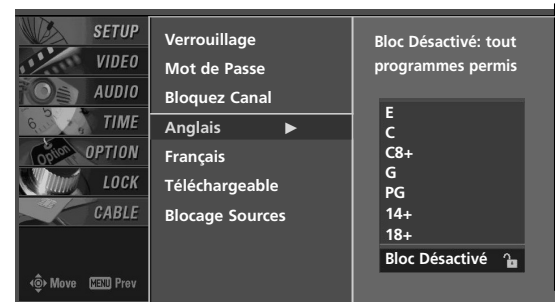 SETUP
VIDEO
AUDIO
TIME
OPTION
LOCK
CABLE
Move MENU Prev
Verrouillage
Mot de Passe
Bloquez Canal
Anglais ►
Français
Téléchargeable
Blocage Sources
Bloc Désactivé: tout
programmes permis
E
C
C8+
G
PG
14+
18+
Bloc Désactivé